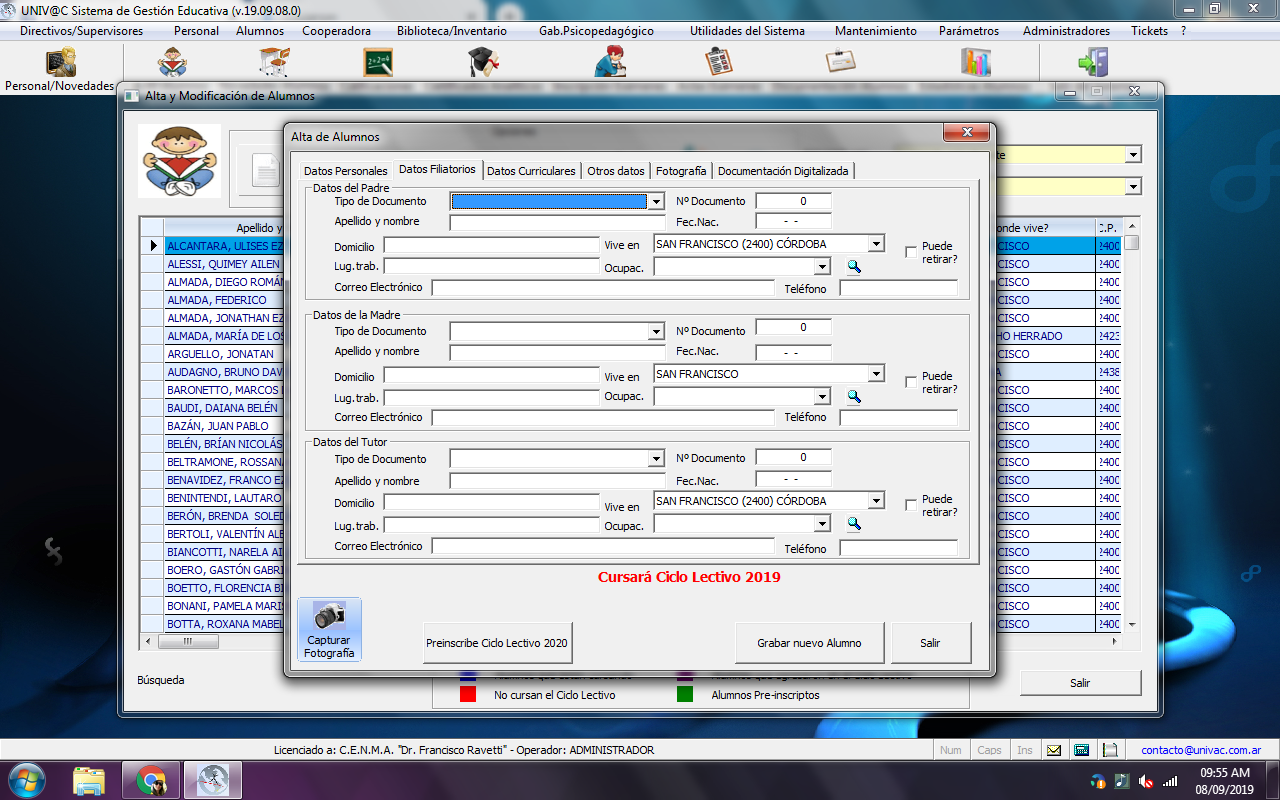 UNIV@C Sistema de Gestión Educativa (v.19.09.08.0)
Directivos/Supervisores Personal Alumnos Cooperadora Biblioteca/Inventario Gab.Psicopedagógico Utilidades del Sistema Mantenimiento Parámetros Administradores Tickets ?
Personal/Novedades
Alta y Modificación de Alumnos
Alta de Alumnos
Datos Personales Datos Filiatorios Datos Curriculares Otros datos Fotografía Documentación Digitalizada
Datos del Padre
Tipo de Documento Nº Documento 0
Apellido y nombre Fec.Nac. - -
Domicilio Vive en SAN FRANCISCO (2400) CÓRDOBA Puede retirar?
Lug.trab. Ocupac.
Correo Electrónico Teléfono
Datos de la Madre
Tipo de Documento Nº Documento 0
Apellido y nombre Fec.Nac. - -
Domicilio Vive en SAN FRANCISCO Puede retirar?
Lug.trab. Ocupac.
Correo Electrónico Teléfono
Datos del Tutor
Tipo de Documento Nº Documento 0
Apellido y nombre Fec.Nac. - -
Domicilio Vive en SAN FRANCISCO (2400) CÓRDOBA Puede retirar?
Lug.trab. Ocupac.
Correo Electrónico Teléfono
Cursará Ciclo Lectivo 2019
Capturar Fotografía
Preinscribe Ciclo Lectivo 2020 Grabar nuevo Alumno Salir
Apellido y onde vive? C.P.
ALCANTARA, ULISES EZ CISCO 2400
ALESSI, QUIMEY AILEN CISCO 2400
ALMADA, DIEGO ROMÁN CISCO 2400
ALMADA, FEDERICO CISCO 2400
ALMADA, JONATHAN EZ CISCO 2400
ALMADA, MARÍA DE LOS HO HERRADO 2423
ARGUELLO, JONATAN CISCO 2400
AUDAGNO, BRUNO DAV A 2438
BARONETTO, MARCOS CISCO 2400
BAUDI, DAIANA BELÉN CISCO 2400
BAZÁN, JUAN PABLO CISCO 2400
BELÉN, BRÍAN NICOLÁS CISCO 2400
BELTRAMONE, ROSSANA CISCO 2400
BENAVIDEZ, FRANCO EZ CISCO 2400
BENINTENDI, LAUTARO CISCO 2400
BERÓN, BRENDA SOLED CISCO 2400
BERTOLI, VALENTÍN ALE CISCO 2400
BIANCOTTI, NARELA AI CISCO 2400
BOERO, GASTÓN GABRI CISCO 2400
BOETTO, FLORENCIA B CISCO 2400
BONANI, PAMELA MARIS CISCO 2400
BOTTA, ROXANA MABEL CISCO 2400
Búsqueda
No cursan el Ciclo Lectivo Alumnos Pre-inscriptos
Salir
Licenciado a: C.E.N.M.A. "Dr. Francisco Ravetti" - Operador: ADMINISTRADOR Num Caps Ins contacto@univac.com.ar
09:55 AM
08/09/2019